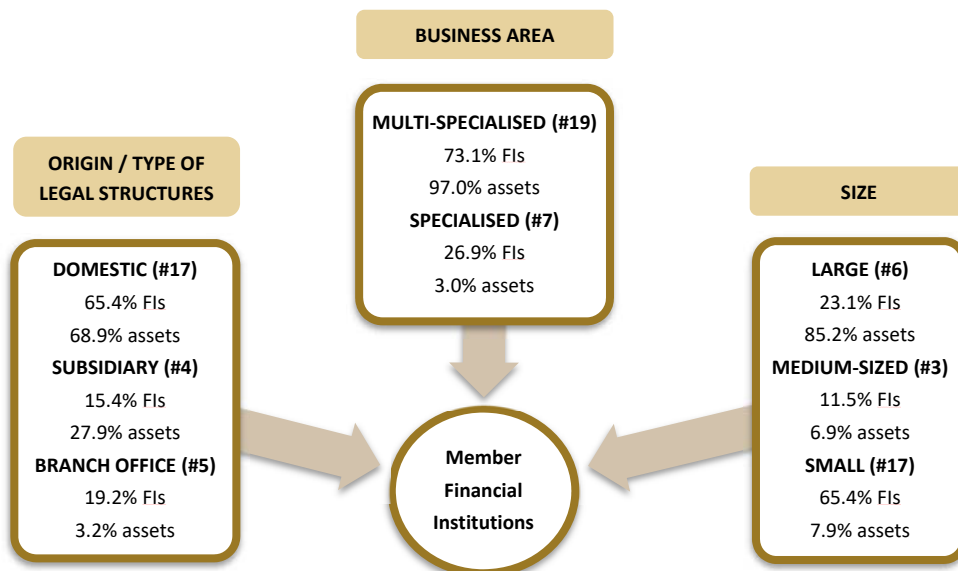 BUSINESS AREA
MULTI-SPECIALISED (#19)
73.1% FIs
97.0% assets
SPECIALISED (#7)
26.9% FIs
3.0% assets
ORIGIN / TYPE OF
LEGAL STRUCTURES
DOMESTIC (#17)
65.4% FIs
68.9% assets
SUBSIDIARY (#4)
15.4% FIs
27.9% assets
BRANCH OFFICE (#5)
19.2% FIs
3.2% assets
SIZE
LARGE (#6)
23.1% FIs
85.2% assets
MEDIUM-SIZED (#3)
11.5% FIs
6.9% assets
SMALL (#17)
65.4% FIs
7.9% assets
Member
Financial
Institutions